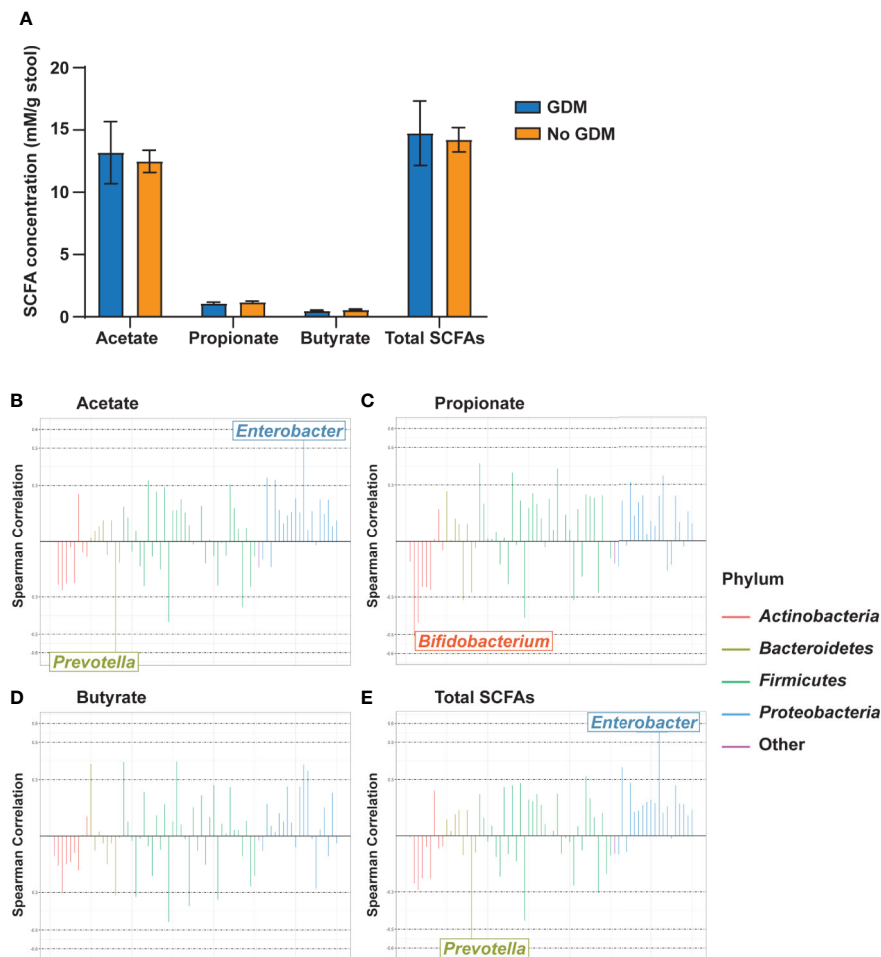 A
SCFA concentration (mM/g stool)
20
15
10
5
0
Acetate
Propionate
Butyrate
Total SCFAs
GDM
No GDM
B
Acetate
Spearman Correlation
Enterobacter
Prevotella
C
Propionate
Spearman Correlation
Bifidobacterium
Phylum
Actinobacteria
Bacteroidetes
Firmicutes
Proteobacteria
Other
D
Butyrate
Spearman Correlation
E
Total SCFAs
Spearman Correlation
Enterobacter
Prevotella